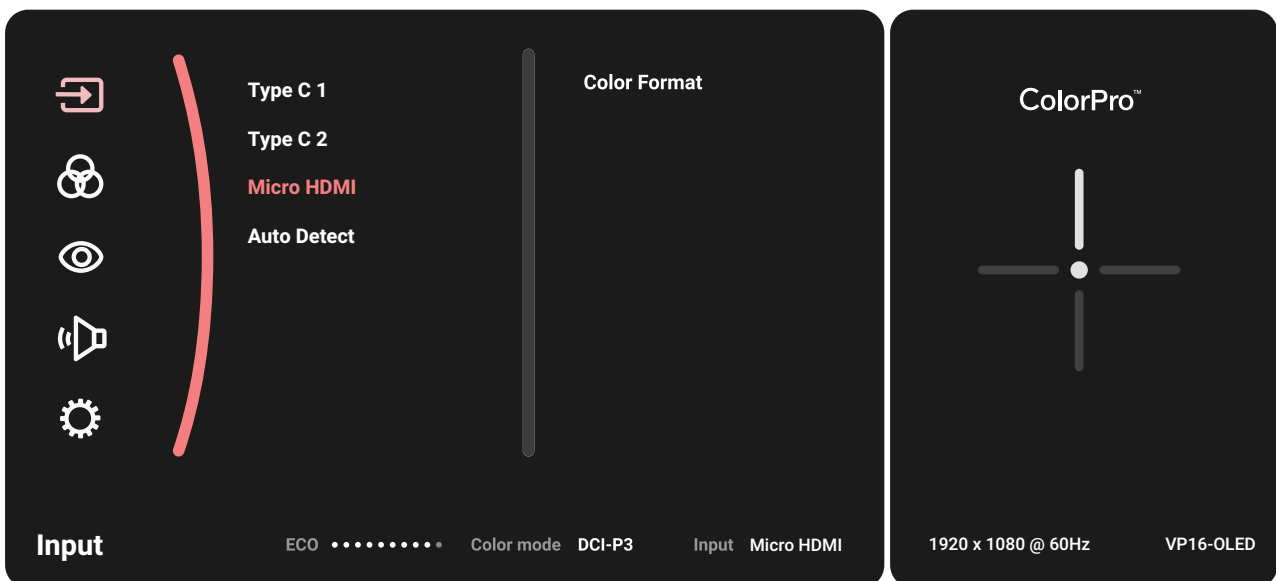 Type C 1
Type C 2
Micro HDMI
Auto Detect
Color Format
Input
ECO
Color mode DCI-P3
Input Micro HDMI
ColorPro™
1920 x 1080 @ 60Hz
VP16-OLED